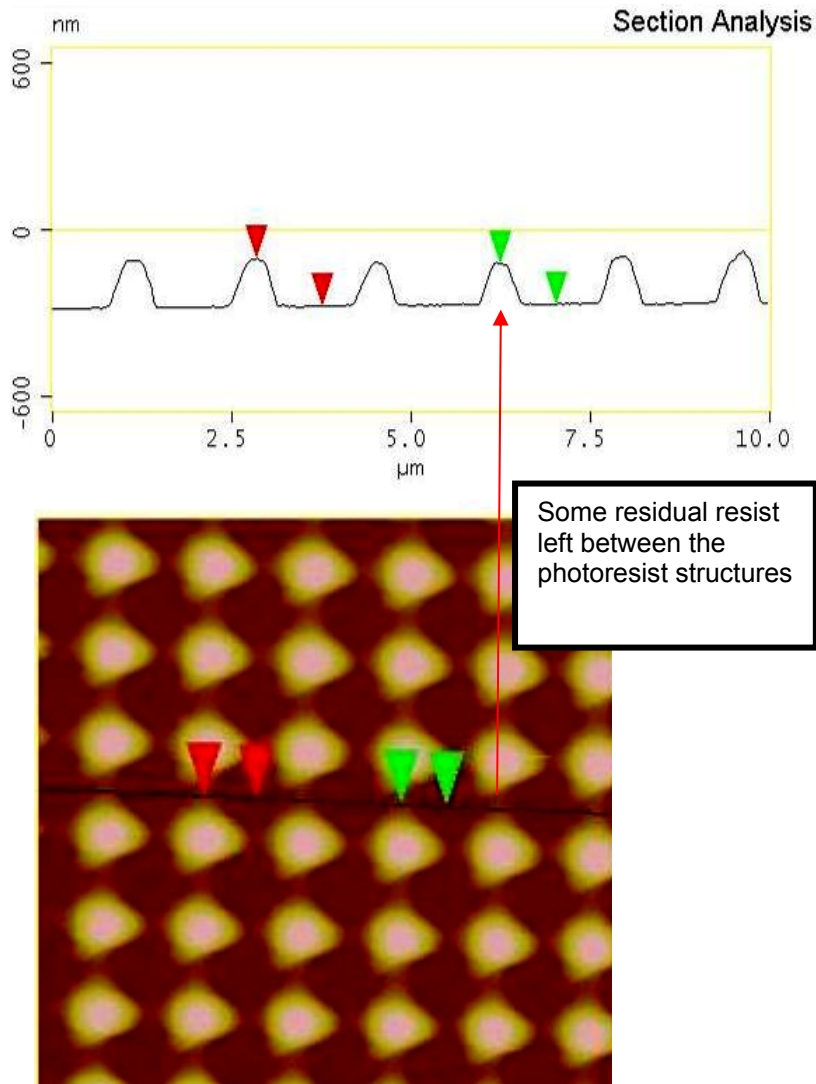 nm
Section Analysis
600
0
-600
0
2.5
5.0
7.5
10.0
µm
Some residual resist
left between the
photoresist structures